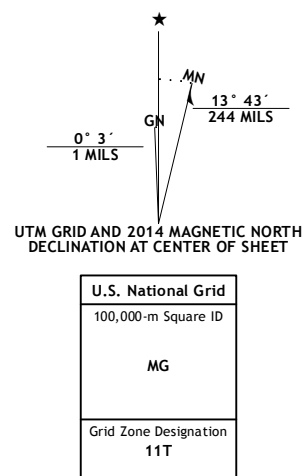 ★
MN
GN
13° 43´
244 MILS
0° 3´
1 MILS
UTM GRID AND 2014 MAGNETIC NORTH
DECLINATION AT CENTER OF SHEET
U.S. National Grid
100,000-m Square ID
MG
Grid Zone Designation
11T